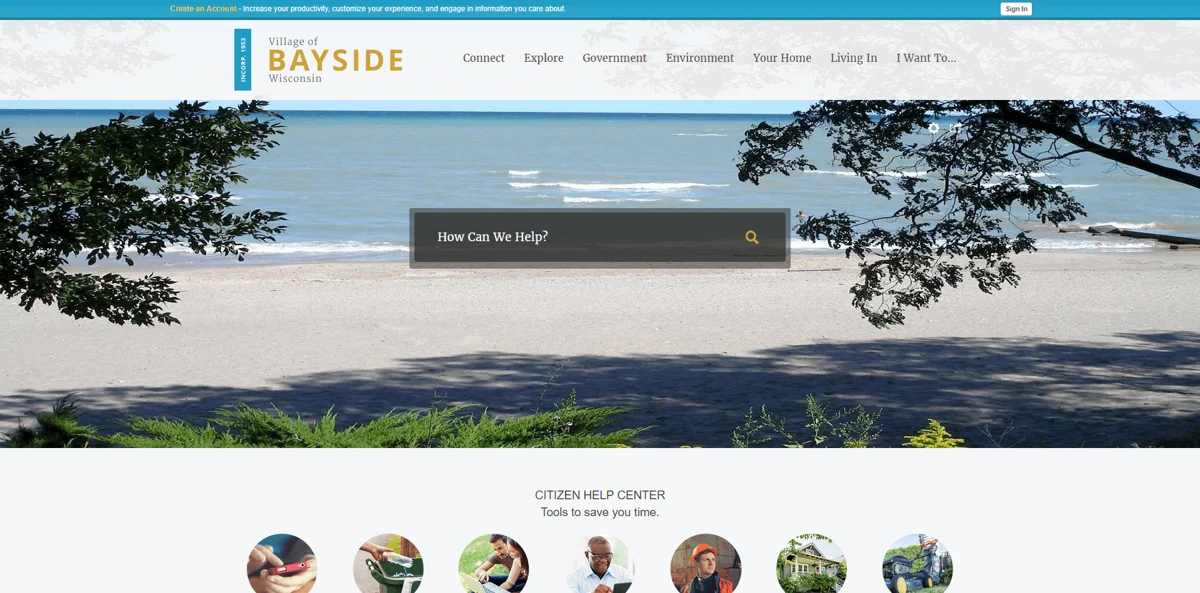 Create an Account - Increase your productivity, customize your experience, and engage in information you care about.
Sign In
INCORP. 1953
Village of
BAYSIDE
Wisconsin
Connect Explore Government Environment Your Home Living In I Want To...
How Can We Help?
CITIZEN HELP CENTER
Tools to save you time.